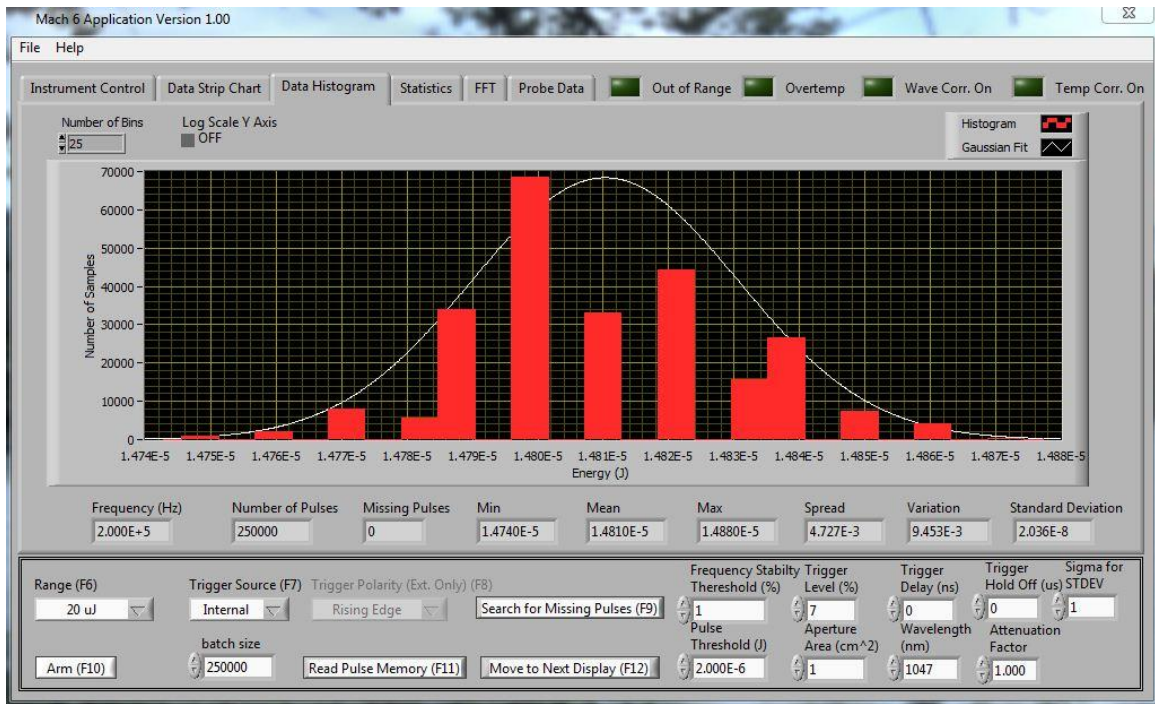 Mach 6 Application Version 1.00
File Help
Instrument Control Data Strip Chart Data Histogram Statistics FFT Probe Data Out of Range Overtemp Wave Corr. On Temp Corr. On
Number of Bins Log Scale Y Axis
25 OFF
Histogram
Gaussian Fit
70000
60000
50000
40000
30000
20000
10000
0
Number of Samples
1.474E-5 1.475E-5 1.476E-5 1.477E-5 1.478E-5 1.479E-5 1.480E-5 1.481E-5 1.482E-5 1.483E-5 1.484E-5 1.485E-5 1.486E-5 1.487E-5 1.488E-5
Energy (J)
Frequency (Hz) Number of Pulses Missing Pulses Min Mean Max Spread Variation Standard Deviation
2.000E+5 250000 0 1.4740E-5 1.4810E-5 1.4880E-5 4.727E-3 9.453E-3 2.036E-8
Range (F6) Trigger Source (F7) Trigger Polarity (Ext. Only) (F8)
20 uJ Internal Rising Edge Search for Missing Pulses (F9)
Frequency Stabilty
Thereshold (%)
1
Trigger
Level (%)
7
Trigger
Delay (ns)
0
Trigger
Hold Off (us)
0
Sigma for
STDEV
1
batch size
Arm (F10) 250000 Read Pulse Memory (F11) Move to Next Display (F12)
Pulse
Threshold (J)
2.000E-6
Aperture
Area (cm^2)
1
Wavelength
(nm)
1047
Attenuation
Factor
1.000